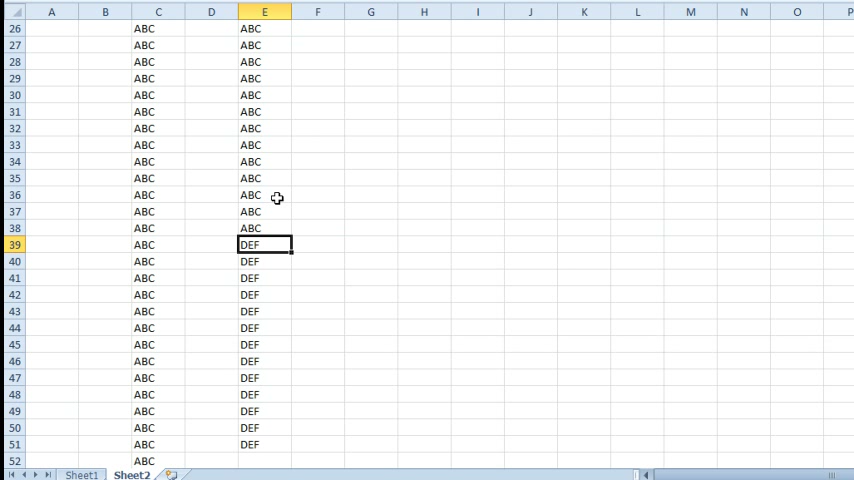 A B C D E F G H I J K L M N O P
26 ABC ABC
27 ABC ABC
28 ABC ABC
29 ABC ABC
30 ABC ABC
31 ABC ABC
32 ABC ABC
33 ABC ABC
34 ABC ABC
35 ABC ABC
36 ABC ABC
37 ABC ABC
38 ABC ABC
39 ABC DEF
40 ABC DEF
41 ABC DEF
42 ABC DEF
43 ABC DEF
44 ABC DEF
45 ABC DEF
46 ABC DEF
47 ABC DEF
48 ABC DEF
49 ABC DEF
50 ABC DEF
51 ABC DEF
52 ABC
Sheet1 Sheet2